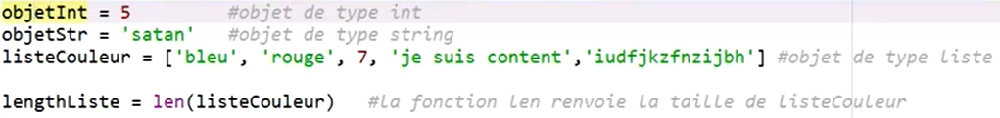 objetInt = 5 #objet de type int
objetStr = 'satan' #objet de type string
listeCouleur = ['bleu', 'rouge', 7, 'je suis content','iudfjkzfnzijbh'] #objet de type liste
lengthListe = len(listeCouleur) #la fonction len renvoie la taille de listeCouleur